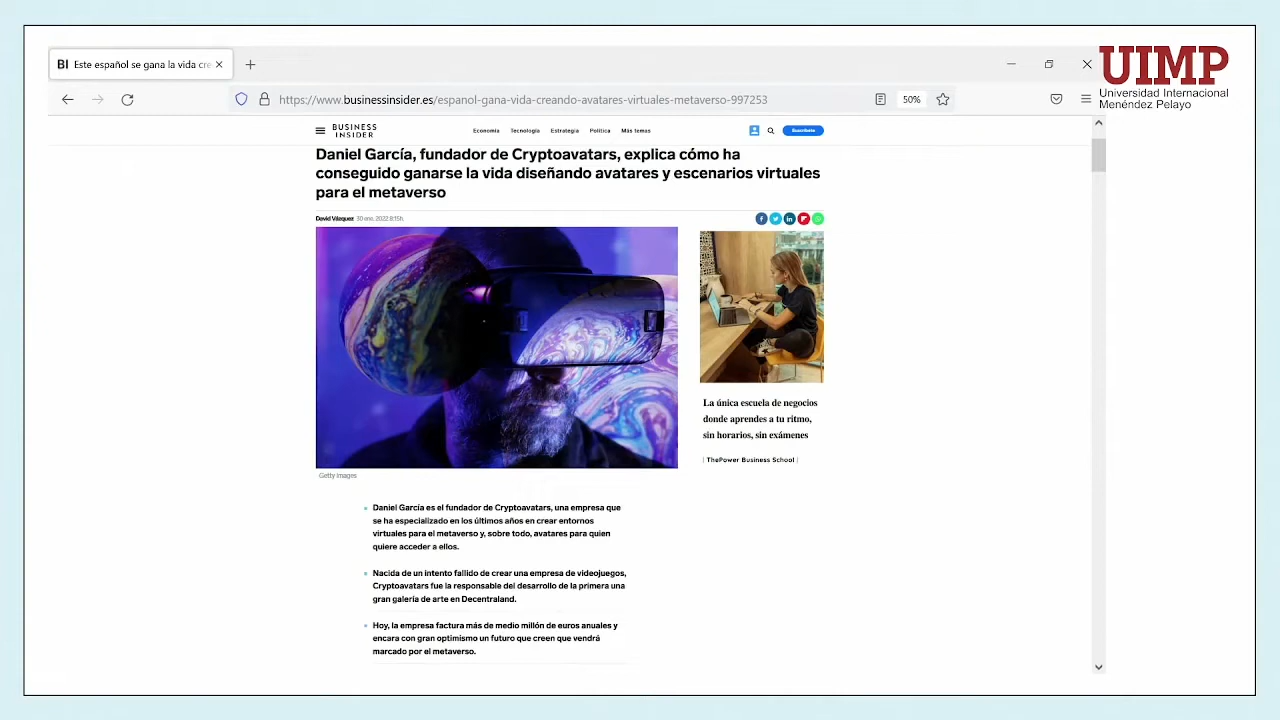 BI Este español se gana la vida cre
UIMP
Universidad Internacional
Menéndez Pelayo
https://www.businessinsider.es/espanol-gana-vida-creando-avatares-virtuales-metaverso-997253
50%
BUSINESS
INSIDER
Economía Tecnología Estrategia Política Más temas
Suscríbete
Daniel García, fundador de Cryptoavatars, explica cómo ha
conseguido ganarse la vida diseñando avatares y escenarios virtuales
para el metaverso
David Vázquez 30 ene. 2022 8:15h.
Getty Images
La única escuela de negocios
donde aprendes a tu ritmo,
sin horarios, sin exámenes
| ThePower Business School |
Daniel García es el fundador de Cryptoavatars, una empresa que
se ha especializado en los últimos años en crear entornos
virtuales para el metaverso y, sobre todo, avatares para quien
quiere acceder a ellos.
Nacida de un intento fallido de crear una empresa de videojuegos,
Cryptoavatars fue la responsable del desarrollo de la primera una
gran galería de arte en Decentraland.
Hoy, la empresa factura más de medio millón de euros anuales y
encara con gran optimismo un futuro que creen que vendrá
marcado por el metaverso.